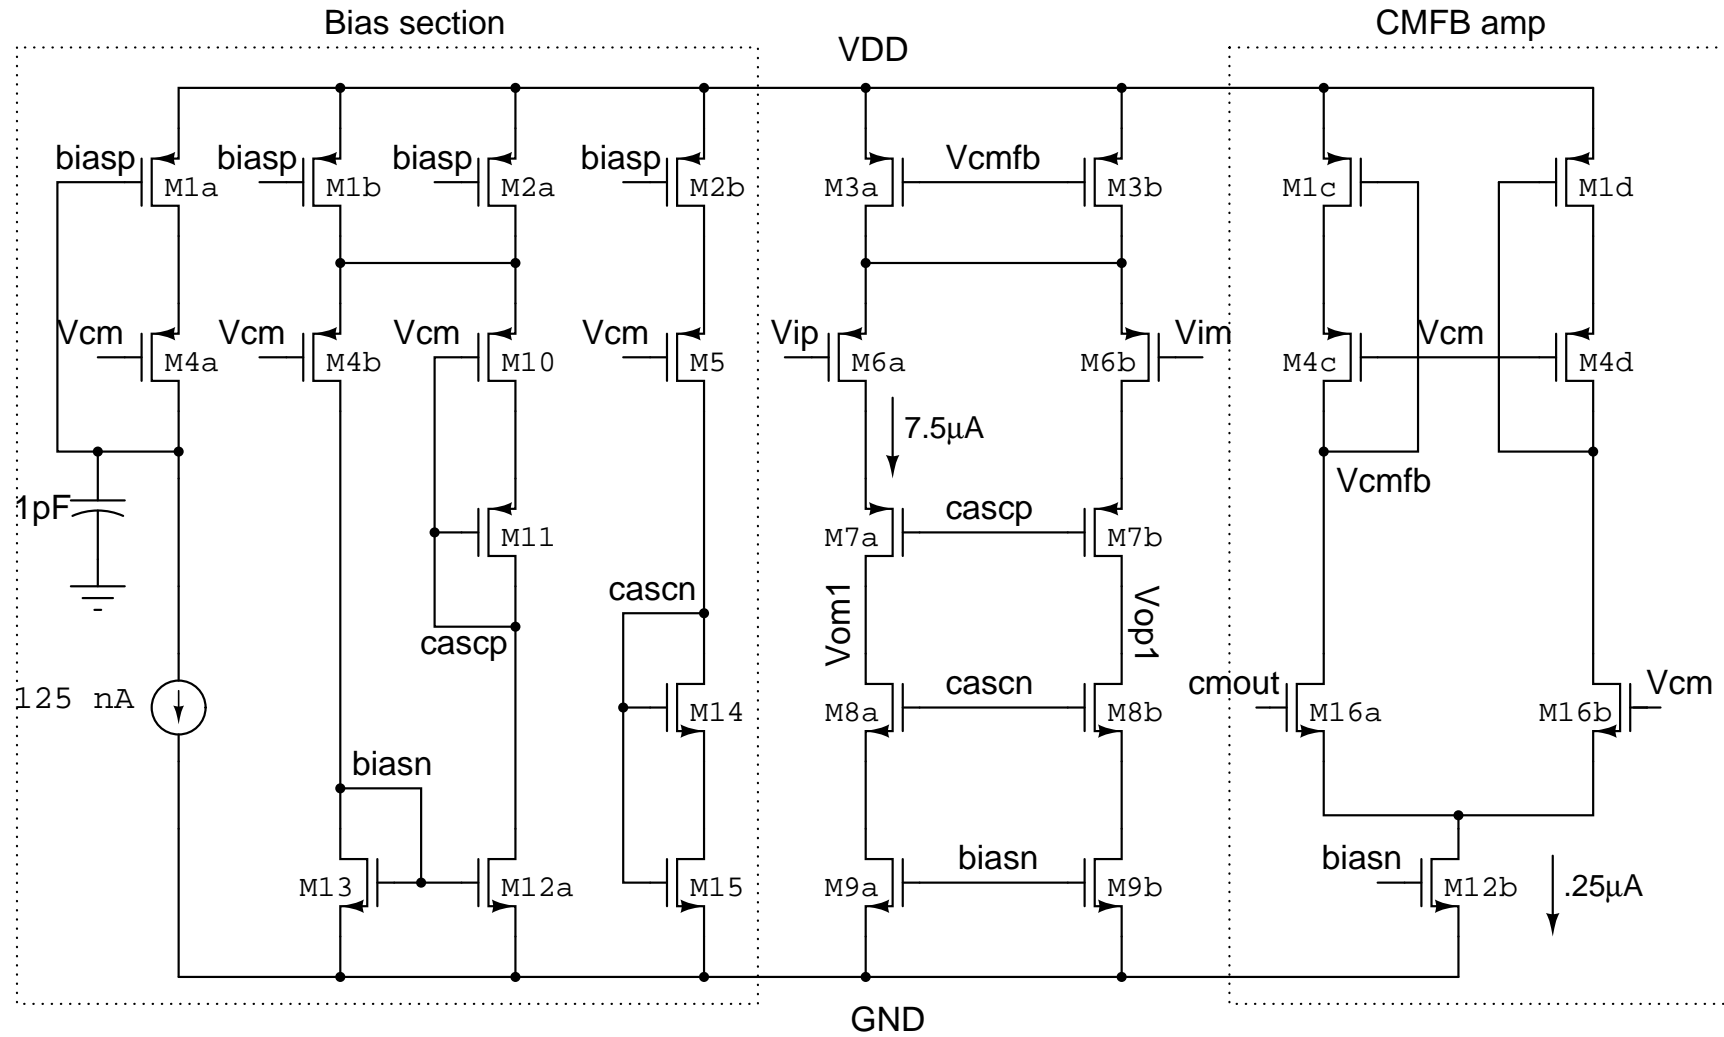 Bias section
CMFB amp
VDD
biasp
biasp
biasp
biasp
Vcmfb
M1a
M1b
M2a
M2b
M3a
M3b
M1c
M1d
Vcm
Vcm
Vcm
Vcm
Vip
Vim
Vcm
M4a
M4b
M10
M5
M6a
M6b
M4c
M4d
7.5μA
Vcmfb
1pF
M11
cascp
M7a
M7b
cascn
Vom1
Vop1
cascp
125 nA
M14
cascn
M8a
M8b
cmout
M16a
M16b
Vcm
biasn
M13
M12a
M15
biasn
M9a
M9b
biasn
M12b
.25μA
GND